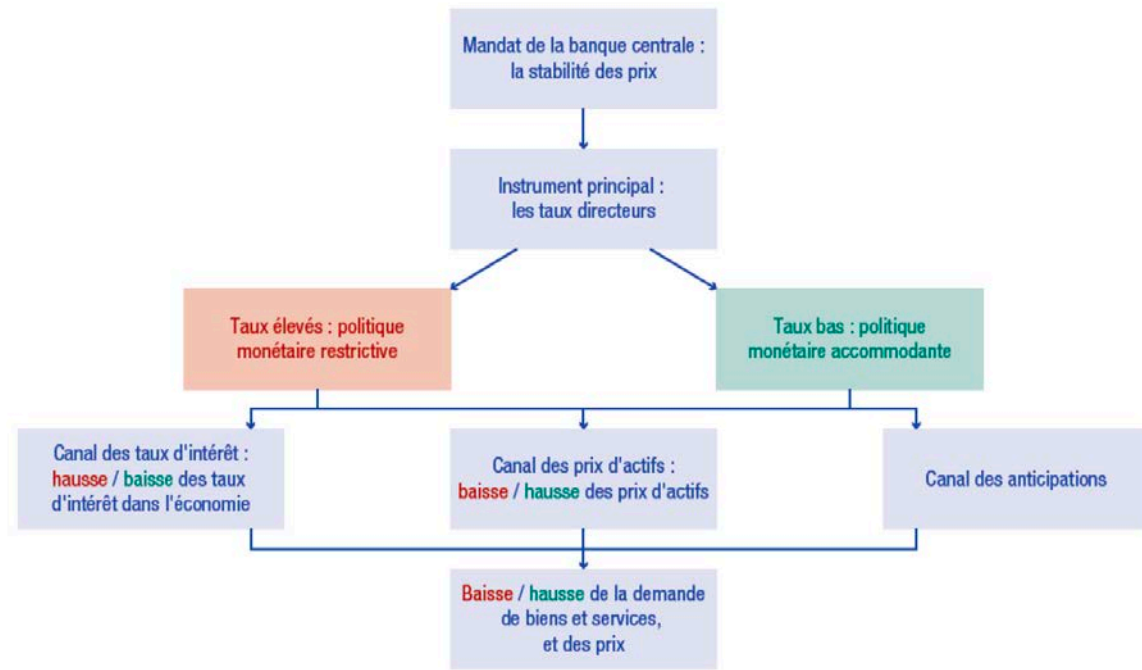 Mandat de la banque centrale :
la stabilité des prix
Instrument principal :
les taux directeurs
Taux élevés : politique
monétaire restrictive
Taux bas : politique
monétaire accommodante
Canal des taux d'intérêt :
hausse / baisse des taux
d'intérêt dans l'économie
Canal des prix d'actifs :
baisse / hausse des prix d'actifs
Canal des anticipations
Baisse / hausse de la demande
de biens et services,
et des prix